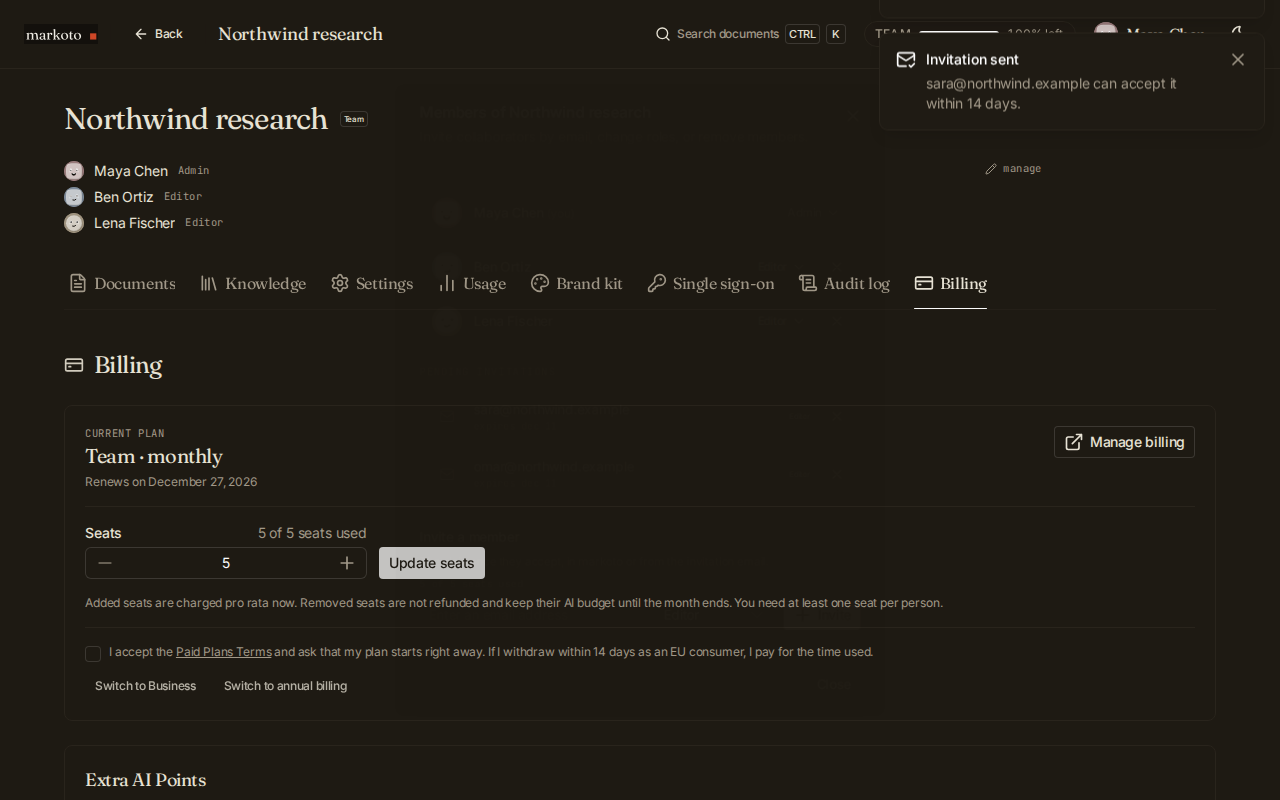 markoto
Back
Northwind research
Search documents CTRL K
TEAM 100% left
Maya Chen
Invitation sent
sara@northwind.example can accept it
within 14 days.
Northwind research Team
Maya Chen Admin
manage
Ben Ortiz Editor
Lena Fischer Editor
Documents Knowledge Settings Usage Brand kit Single sign-on Audit log Billing
Billing
CURRENT PLAN
Team · monthly
Manage billing
Renews on December 27, 2026
Seats 5 of 5 seats used
5
Update seats
Added seats are charged pro rata now. Removed seats are not refunded and keep their AI budget until the month ends. You need at least one seat per person.
I accept the Paid Plans Terms and ask that my plan starts right away. If I withdraw within 14 days as an EU consumer, I pay for the time used.
Switch to Business Switch to annual billing
Extra AI Points